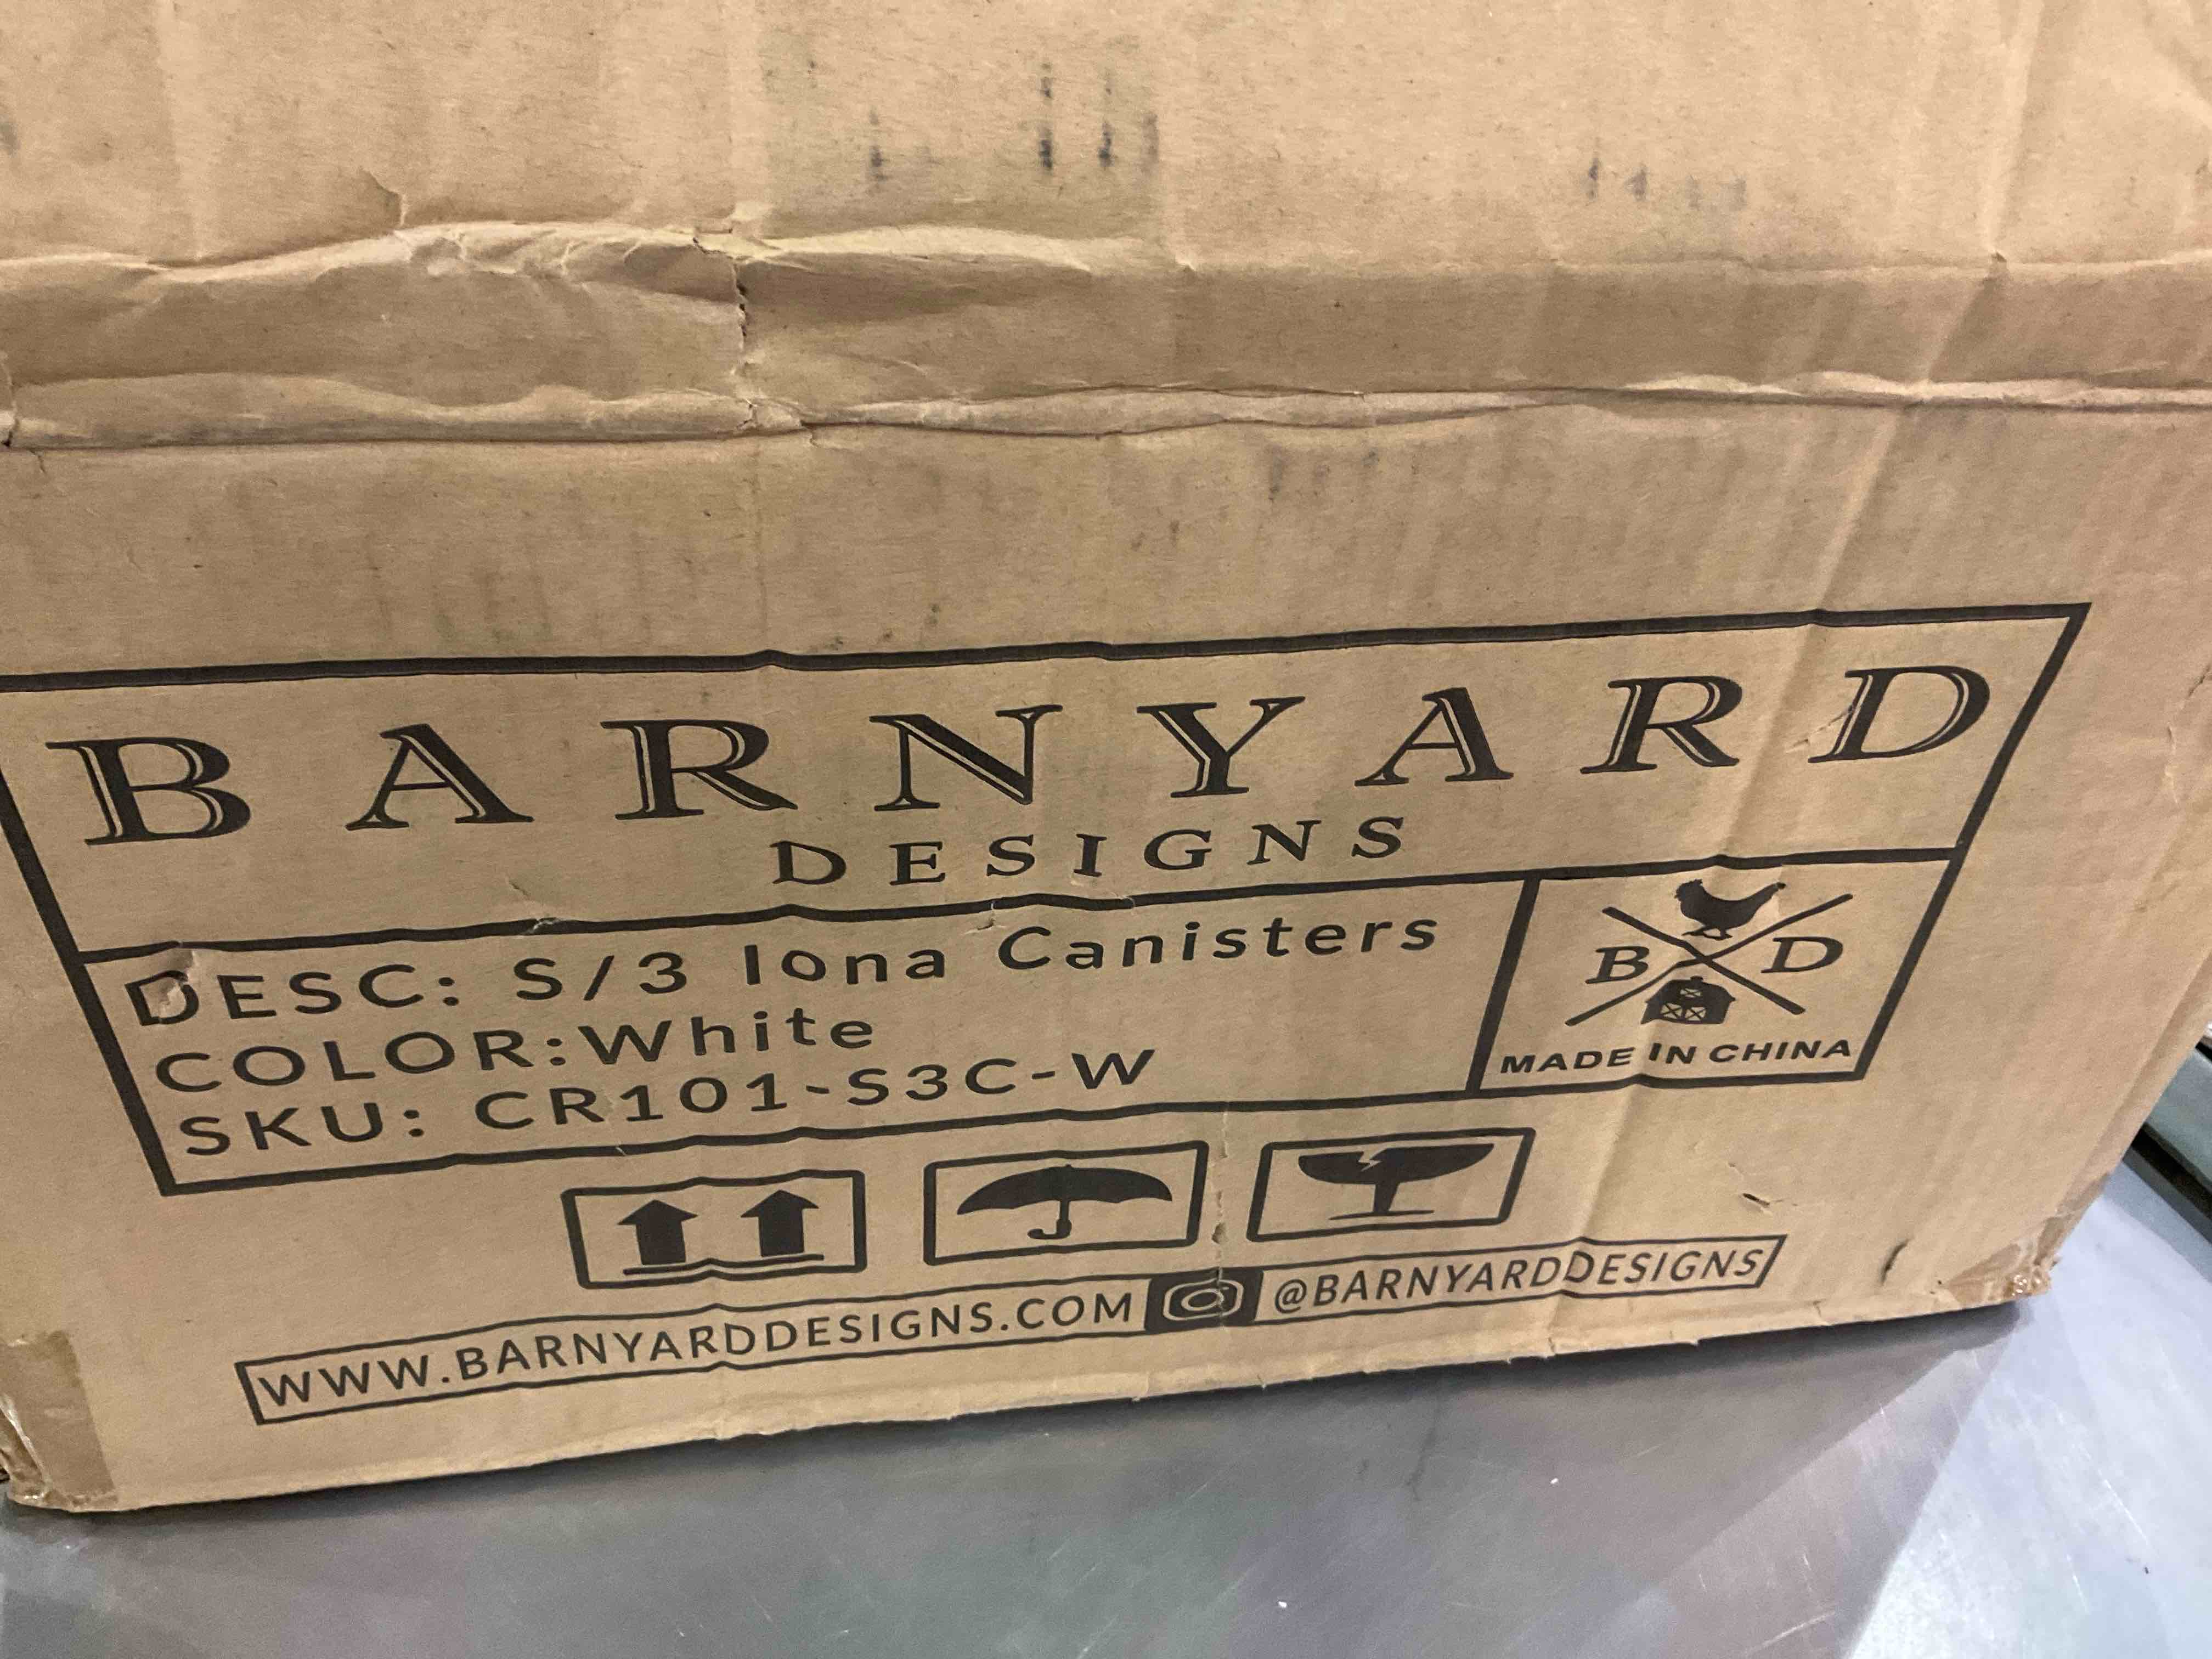 BARNYARD
DESIGNS
DESC: S/3 Iona Canisters
COLOR:White
SKU: CR101-S3C-W
B D
MADE IN CHINA
WWW.BARNYARDDESIGNS.COM @BARNYARDDESIGNS